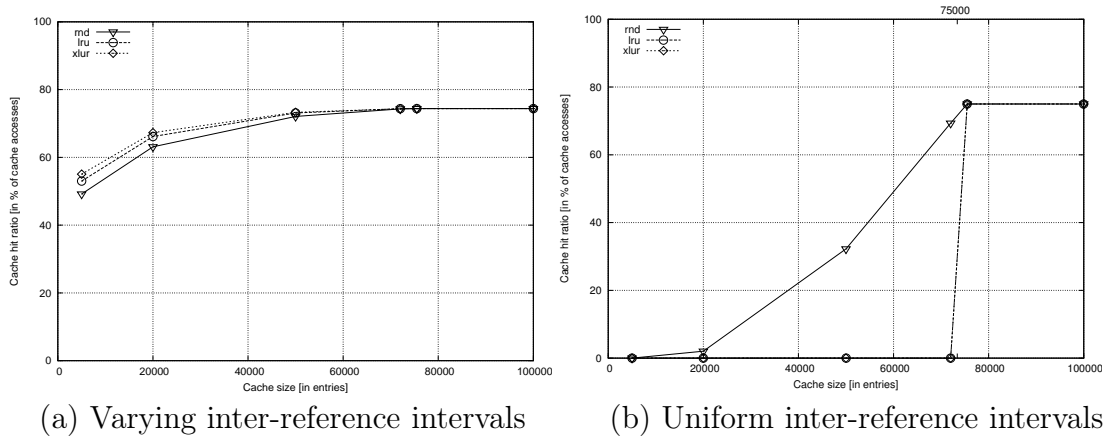 100
80
60
40
20
0
Cache hit ratio [in % of cache accesses]
rnd
lru
xlur
0 20000 40000 60000 80000 100000
Cache size [in entries]
(a) Varying inter-reference intervals
75000
100
80
60
40
20
0
Cache hit ratio [in % of cache accesses]
rnd
lru
xlur
0 20000 40000 60000 80000 100000
Cache size [in entries]
(b) Uniform inter-reference intervals